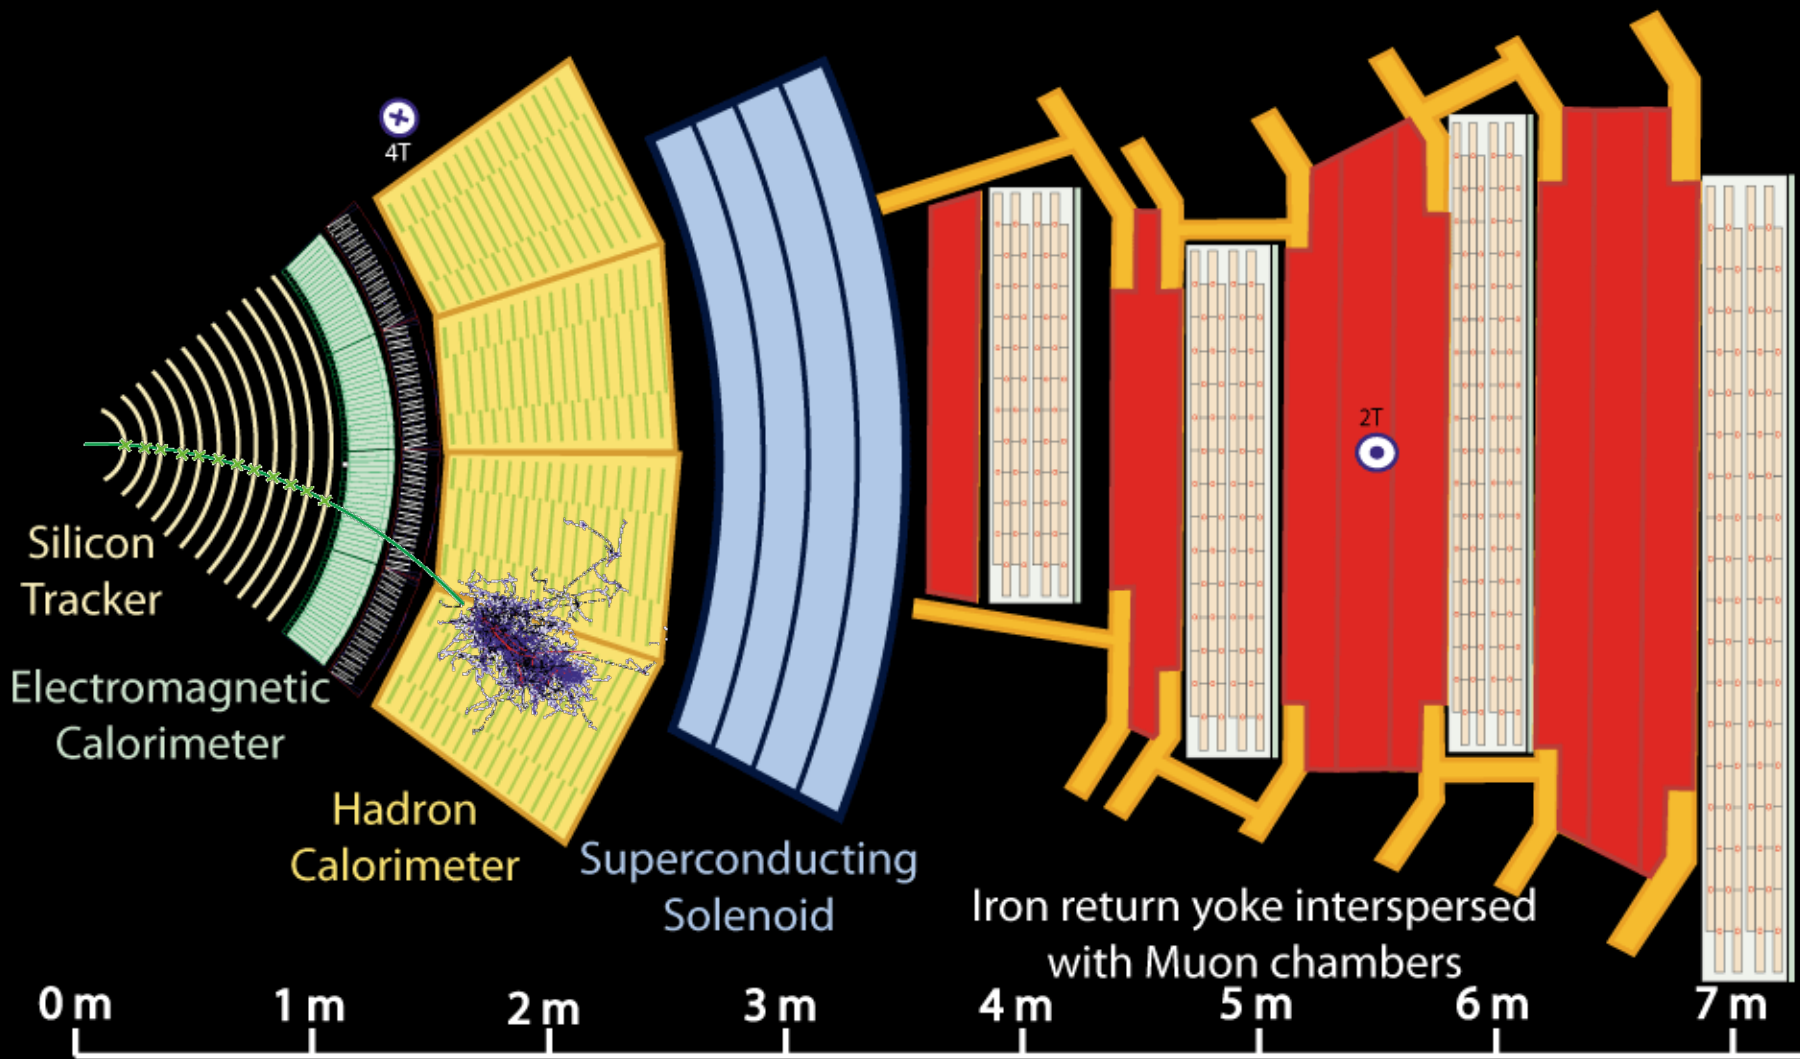 4T
2T
Silicon
Tracker
Electromagnetic
Calorimeter
Hadron
Calorimeter
Superconducting
Solenoid
Iron return yoke interspersed
with Muon chambers
0 m 1 m 2 m 3 m 4 m 5 m 6 m 7 m